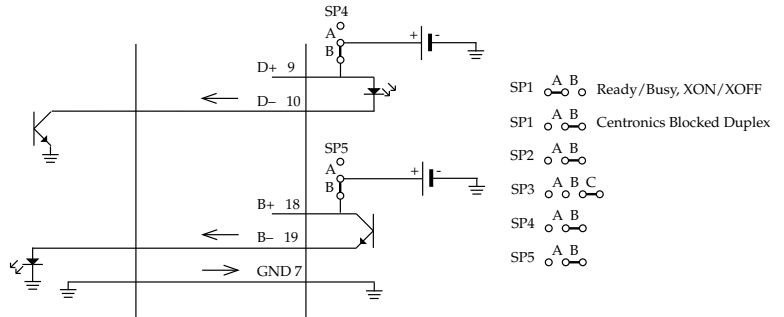 SP4
A
B
+ -
D+ 9
D– 10
SP5
A
B
+ -
B+ 18
B– 19
GND 7
SP1 A B Ready/Busy, XON/XOFF
SP1 A B Centronics Blocked Duplex
SP2 A B
SP3 A B C
SP4 A B
SP5 A B